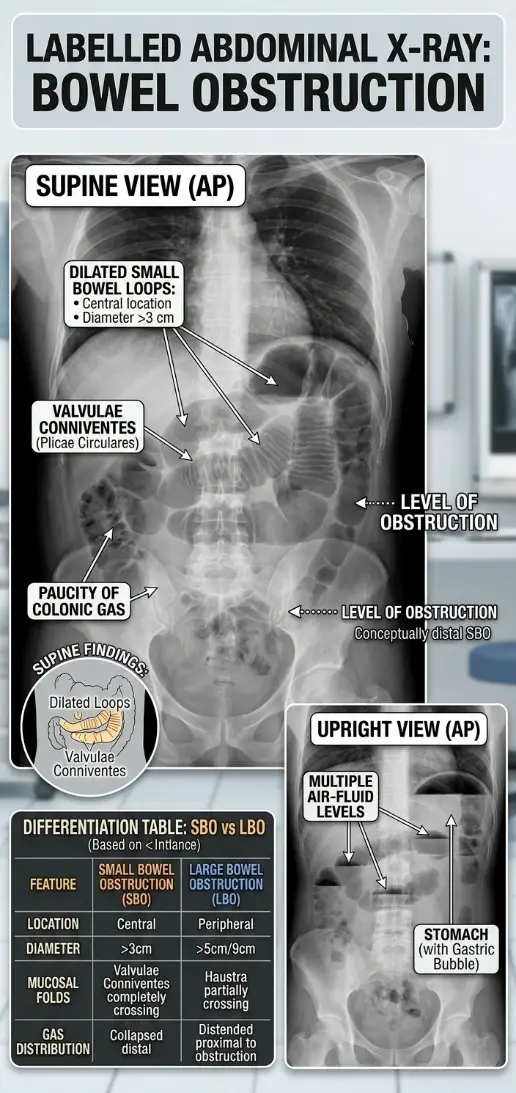 LABELLED ABDOMINAL X-RAY:
BOWEL OBSTRUCTION
SUPINE VIEW (AP)
DILATED SMALL
BOWEL LOOPS:
• Central location
• Diameter >3 cm
VALVULAE
CONNIVENTES
(Plicae Circulares)
LEVEL OF
OBSTRUCTION
PAUCITY OF
COLONIC GAS
LEVEL OF OBSTRUCTION
Conceptually distal SBO
SUPINE FINDINGS:
Dilated Loops
Valvulae
Conniventes
UPRIGHT VIEW (AP)
MULTIPLE
AIR-FLUID
LEVELS
STOMACH
(with Gastric
Bubble)
DIFFERENTIATION TABLE: SBO vs LBO
(Based on <Intlance)
FEATURE
SMALL BOWEL
OBSTRUCTION
(SBO)
LARGE BOWEL
OBSTRUCTION
(LBO)
LOCATION
Central
Peripheral
DIAMETER
>3cm
>5cm/9cm
MUCOSAL
FOLDS
Valvulae
Conniventes
completely
crossing
Haustra
partially
crossing
GAS
DISTRIBUTION
Collapsed
distal
Distented
proximal to
obstruction